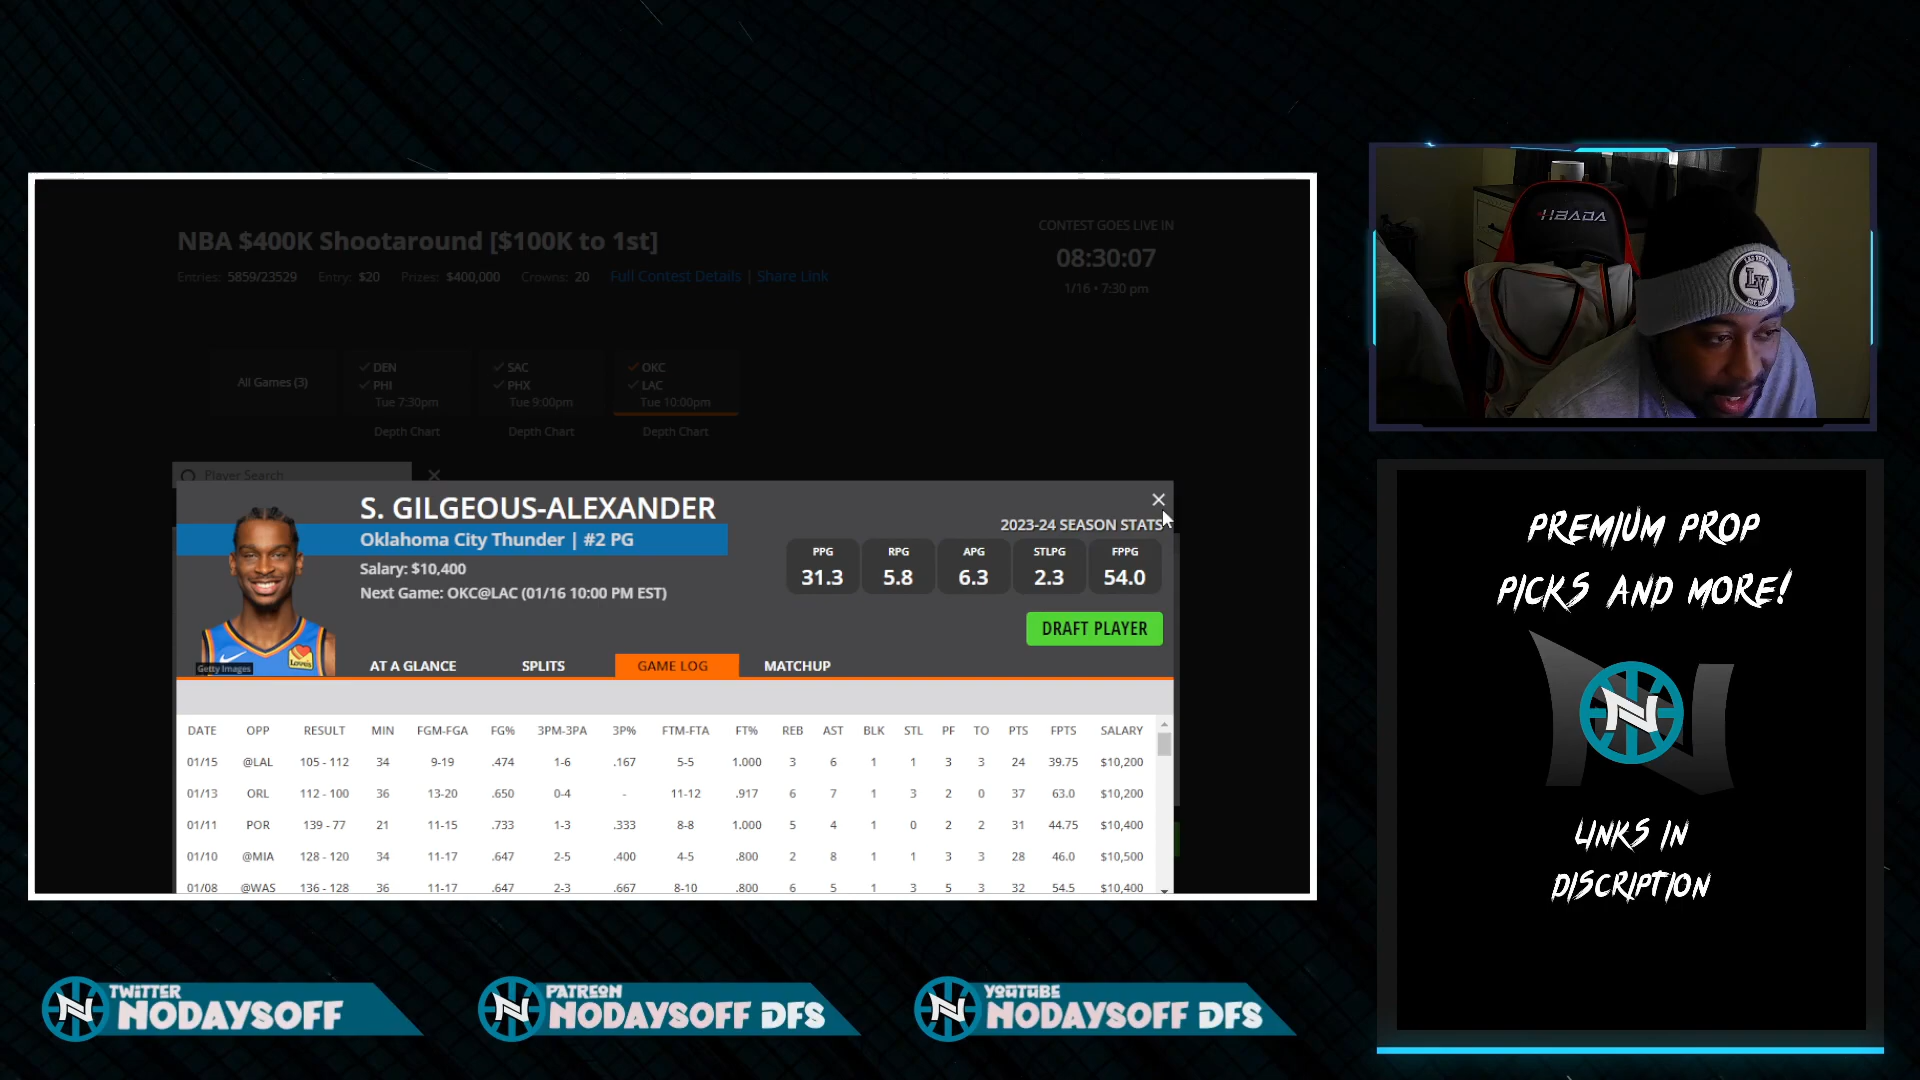 NBA $400K Shootaround [$100K to 1st]
Entries: 5859/23529 Entry: $20 Prizes: $400,000 Crowns: 20 Full Contest Details | Share Link
CONTEST GOES LIVE IN
08:30:07
1/16 • 7:30 pm
All Games (3)
DEN
PHI
Tue 7:30pm
Depth Chart
SAC
PHX
Tue 9:00pm
Depth Chart
OKC
LAC
Tue 10:00pm
Depth Chart
Player Search
S. GILGEOUS-ALEXANDER
Oklahoma City Thunder | #2 PG
Salary: $10,400
Next Game: OKC@LAC (01/16 10:00 PM EST)
Getty Images
Love's
2023-24 SEASON STATS
PPG RPG APG STLPG FPPG
31.3 5.8 6.3 2.3 54.0
DRAFT PLAYER
AT A GLANCE SPLITS GAME LOG MATCHUP
DATE OPP RESULT MIN FGM-FGA FG% 3PM-3PA 3P% FTM-FTA FT% REB AST BLK STL PF TO PTS FPTS SALARY
01/15 @LAL 105 - 112 34 9-19 .474 1-6 .167 5-5 1.000 3 6 1 1 3 3 24 39.75 $10,200
01/13 ORL 112 - 100 36 13-20 .650 0-4 - 11-12 .917 6 7 1 3 2 0 37 63.0 $10,200
01/11 POR 139 - 77 21 11-15 .733 1-3 .333 8-8 1.000 5 4 1 0 2 2 31 44.75 $10,400
01/10 @MIA 128 - 120 34 11-17 .647 2-5 .400 4-5 .800 2 8 1 1 3 3 28 46.0 $10,500
01/08 @WAS 136 - 128 36 11-17 .647 2-3 .667 8-10 .800 6 5 1 3 5 3 32 54.5 $10,400
HBADA
LAS VEGAS
LV
PREMIUM PROP
PICKS AND MORE!
N
LINKS IN
DISCRIPTION
N
TWITTER
NODAYSOFF
N
PATREON
NODAYSOFF DFS
N
YOUTUBE
NODAYSOFF DFS